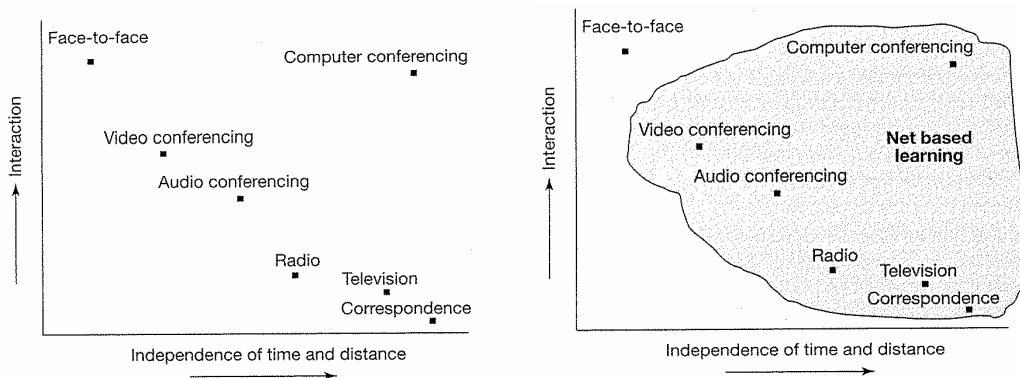 Face-to-face
Computer conferencing
Video conferencing
Audio conferencing
Radio
Television
Correspondence
Interaction
Independence of time and distance
Face-to-face
Computer conferencing
Video conferencing
Net based
learning
Audio conferencing
Radio
Television
Correspondence
Interaction
Independence of time and distance